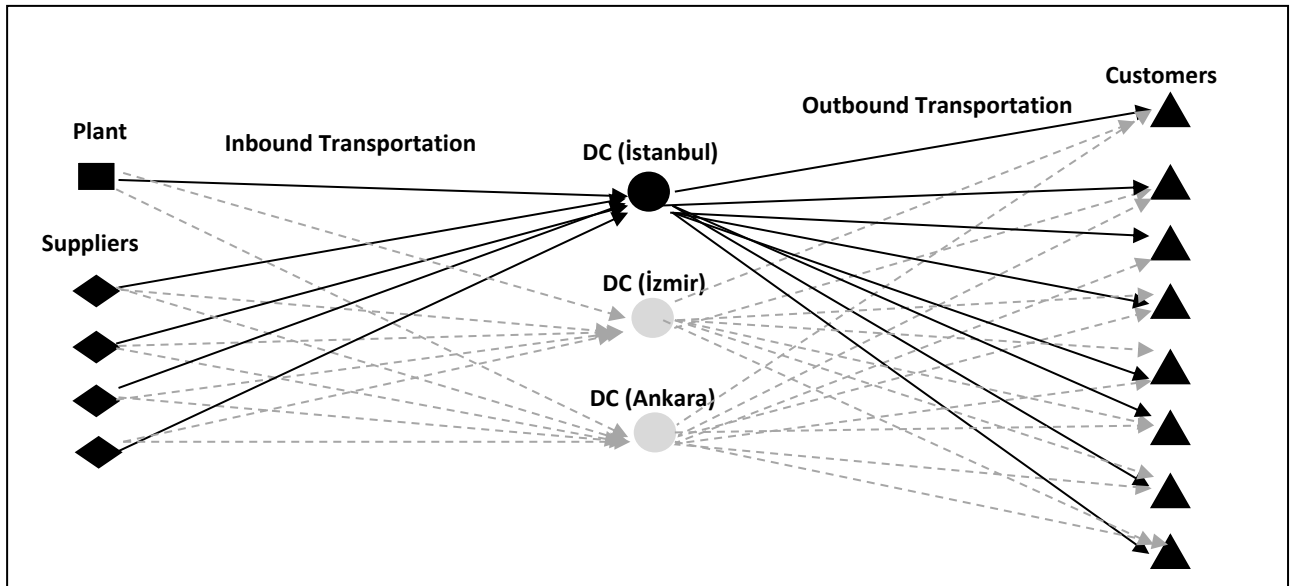 Customers
Outbound Transportation
Plant
Inbound Transportation
DC (İstanbul)
Suppliers
DC (İzmir)
DC (Ankara)